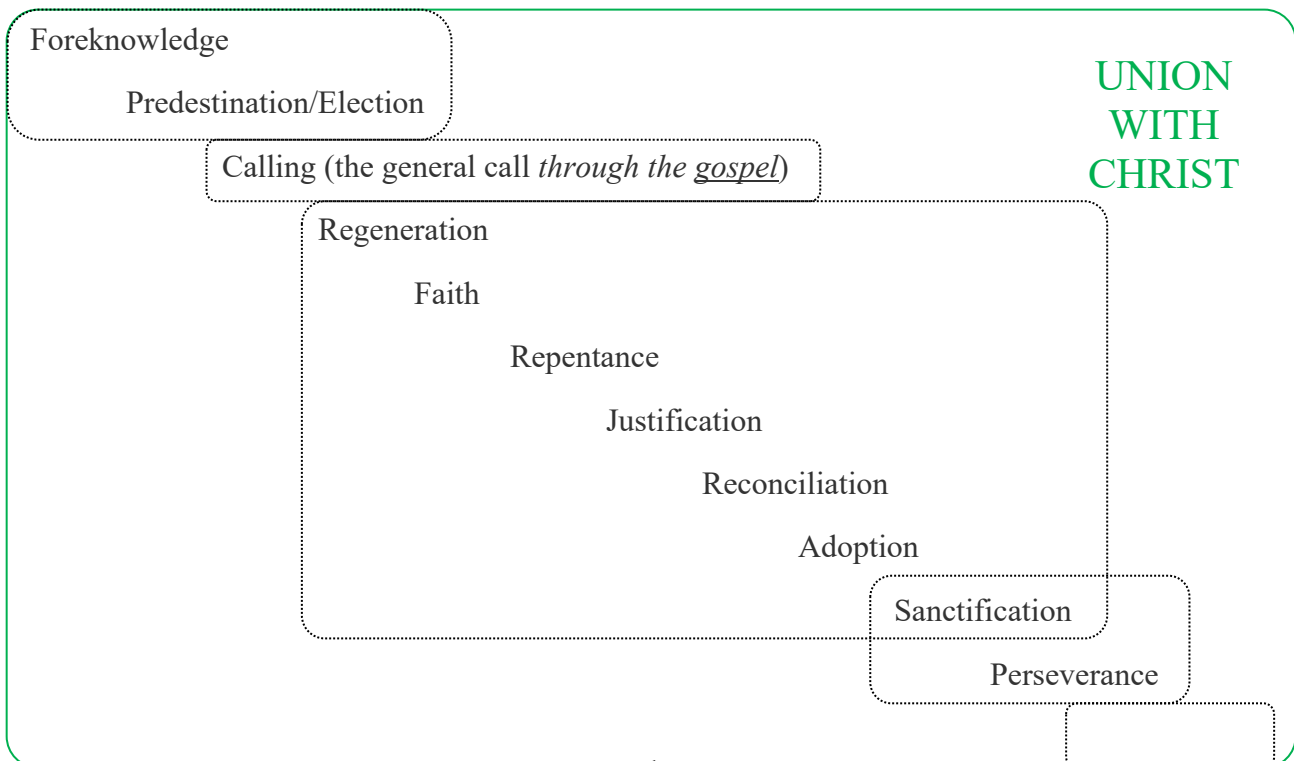 Foreknowledge
Predestination/Election
UNION
WITH
CHRIST
Calling (the general call through the gospel)
Regeneration
Faith
Repentance
Justification
Reconciliation
Adoption
Sanctification
Perseverance